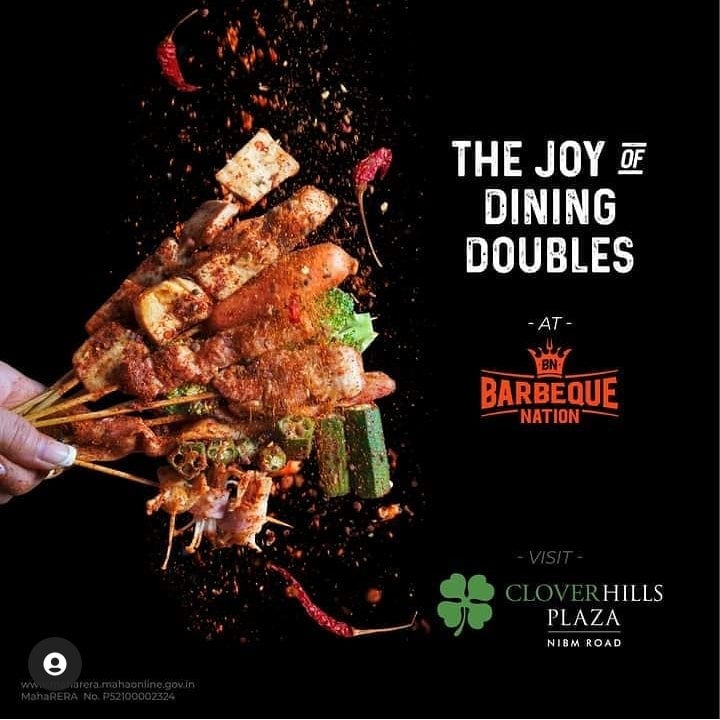 THE JOY OF
DINING
DOUBLES
- AT -
BN
BARBEQUE
NATION
- VISIT -
CLOVERHILLS
PLAZA
NIBM ROAD
MahaRERA No. P52100002324